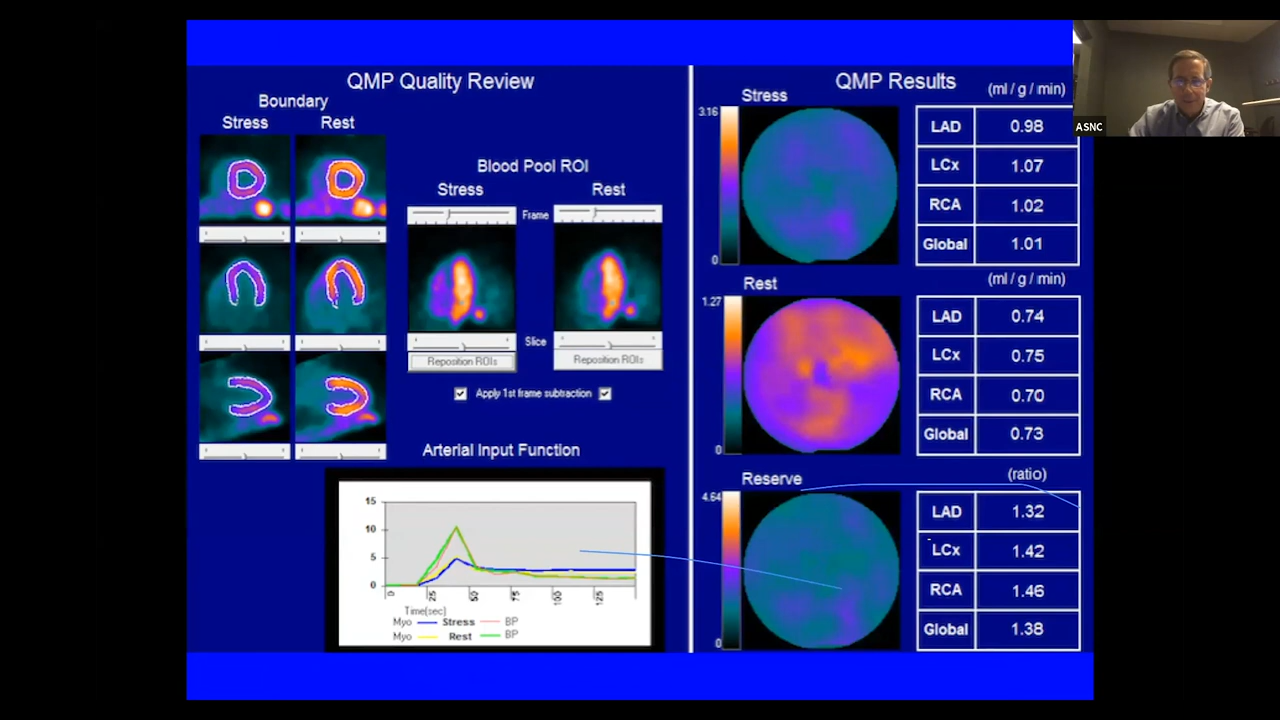 QMP Quality Review
Boundary
Stress Rest
Blood Pool ROI
Stress Rest
Frame
Slice
Reposition ROIs Reposition ROIs
Apply 1st frame subtraction
Arterial Input Function
15
10
5
0
0 25 50 75 100 125
Time(sec)
Myo Stress BP
Myo Rest BP
QMP Results
Stress (ml / g / min)
3.16
0
LAD 0.98
LCx 1.07
RCA 1.02
Global 1.01
Rest (ml / g / min)
1.27
0
LAD 0.74
LCx 0.75
RCA 0.70
Global 0.73
Reserve (ratio)
4.64
0
LAD 1.32
LCx 1.42
RCA 1.46
Global 1.38
ASNC